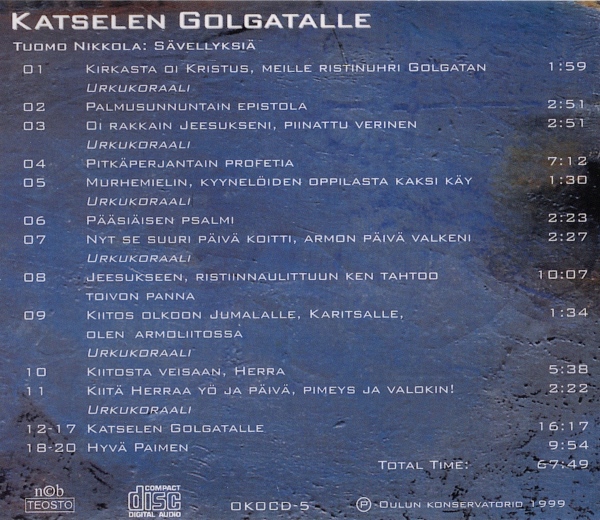 Katselen Golgatalle
Tuomo Nikkola: Sävellyksiä
01 Kirkasta oi Kristus, meille ristinuhri Golgatan 1:59
Urkukoraali
02 Palmusunnuntain epistola 2:51
03 Oi rakkain Jeesukseni, piinattu verinen 2:51
Urkukoraali
04 Pitkäperjantain profetia 7:12
05 Murhemielin, kyynelöiden oppilasta kaksi käy 1:30
Urkukoraali
06 Pääsiäisen psalmi 2:23
07 Nyt se suuri päivä koitti, armon päivä valkeni 2:27
Urkukoraali
08 Jeesukseen, ristiinnaulittuun ken tahtoo 10:07
toivon panna
09 Kiitos olkoon Jumalalle, Karitsalle, 1:34
olen armoliitossa
Urkukoraali
10 Kiitosta veisaan, Herra 5:38
11 Kiitä Herraa yö ja päivä, pimeys ja valokin! 2:22
Urkukoraali
12-17 Katselen Golgatalle 16:17
18-20 Hyvä Paimen 9:54
Total Time: 67:49
n©b
TEOSTO
COMPACT
disc
DIGITAL AUDIO
OKOCD-5
Ⓟ Oulun konservatorio 1999